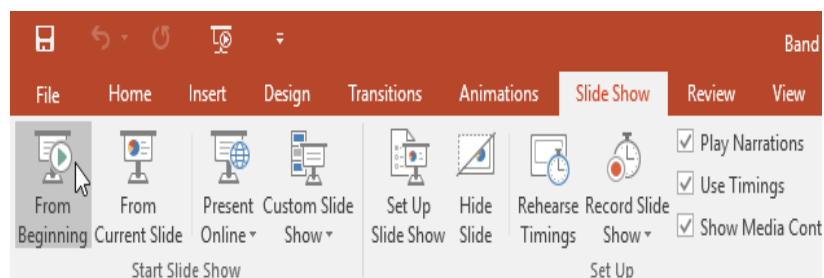 Band
File Home Insert Design Transitions Animations Slide Show Review View
From Beginning
From Current Slide
Present Online
Custom Slide Show
Set Up Slide Show
Hide Slide
Rehearse Timings
Record Slide Show
Play Narrations
Use Timings
Show Media Cont
Start Slide Show
Set Up